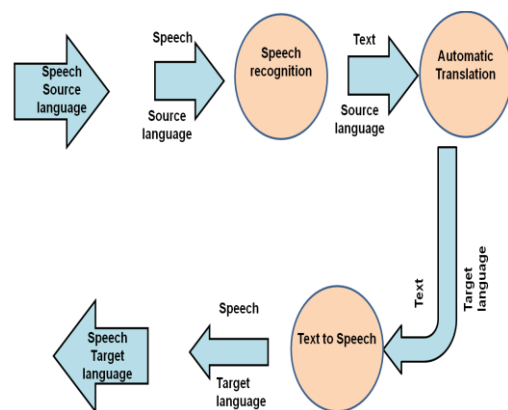 Speech
Source
language
Speech
Source
language
Speech
recognition
Text
Source
language
Automatic
Translation
Text
Target
language
Text to Speech
Speech
Target
language
Speech
Target
language